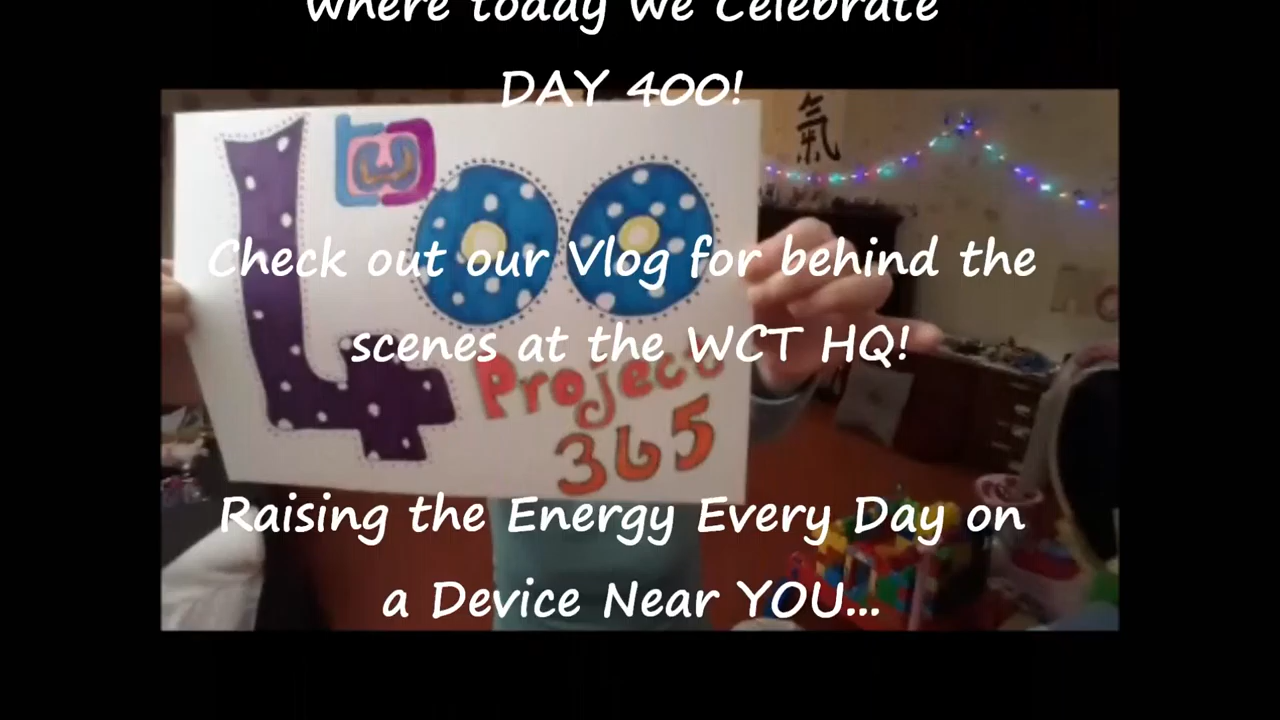 where today we Celebrate
DAY 400!
氣
400
Check out our Vlog for behind the
scenes at the WCT HQ!
Project
365
Raising the Energy Every Day on
a Device Near YOU...